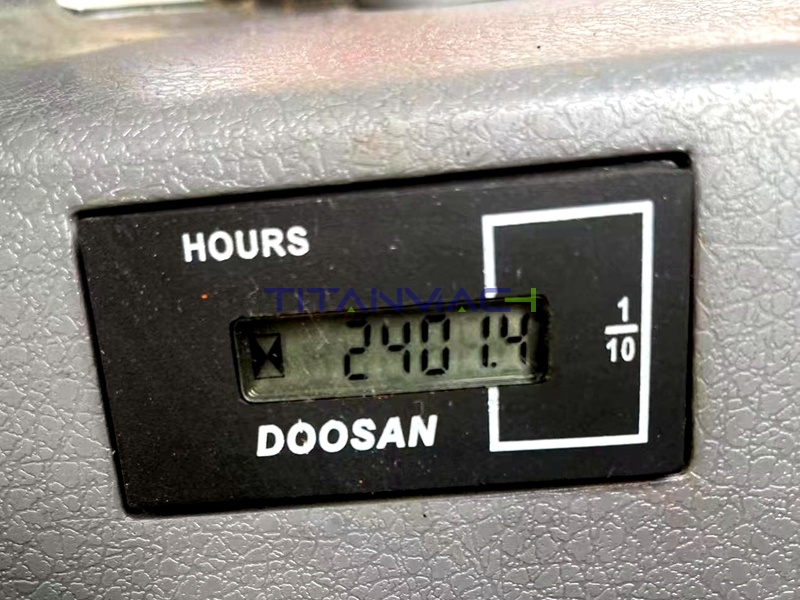 HOURS
TITANMACH
2401.4
1
10
DOOSAN